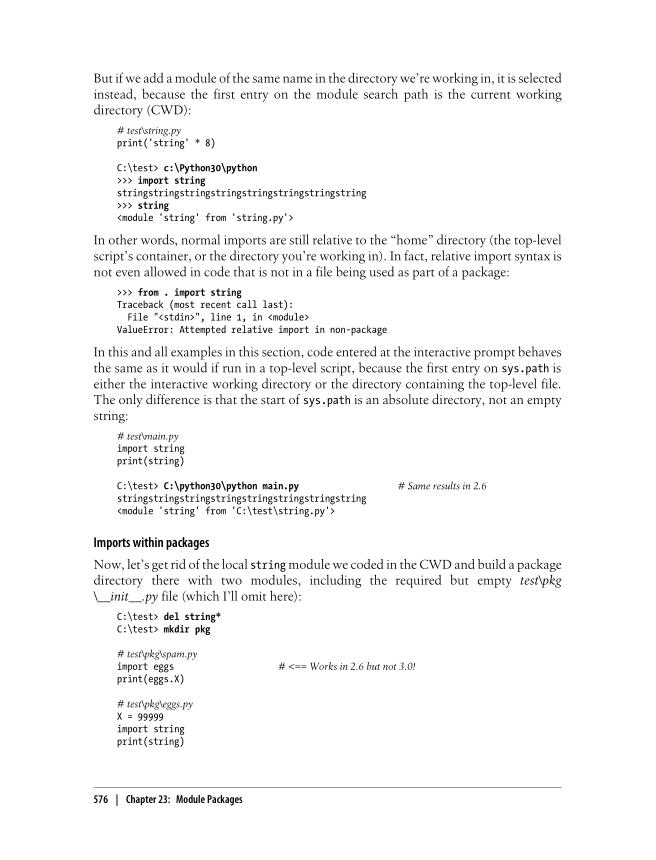 But if we add a module of the same name in the directory we’re working in, it is selected
instead, because the first entry on the module search path is the current working
directory (CWD):
# test\string.py
print('string' * 8)
C:\test> c:\Python30\python
>>> import string
stringstringstringstringstringstringstringstring
>>> string
<module 'string' from 'string.py'>
In other words, normal imports are still relative to the “home” directory (the top-level
script’s container, or the directory you’re working in). In fact, relative import syntax is
not even allowed in code that is not in a file being used as part of a package:
>>> from . import string
Traceback (most recent call last):
  File "<stdin>", line 1, in <module>
ValueError: Attempted relative import in non-package
In this and all examples in this section, code entered at the interactive prompt behaves
the same as it would if run in a top-level script, because the first entry on sys.path is
either the interactive working directory or the directory containing the top-level file.
The only difference is that the start of sys.path is an absolute directory, not an empty
string:
# test\main.py
import string
print(string)
C:\test> C:\python30\python main.py # Same results in 2.6
stringstringstringstringstringstringstringstring
<module 'string' from 'C:\test\string.py'>
Imports within packages
Now, let’s get rid of the local string module we coded in the CWD and build a package
directory there with two modules, including the required but empty test\pkg
\__init__.py file (which I’ll omit here):
C:\test> del string*
C:\test> mkdir pkg
# test\pkg\spam.py
import eggs # <== Works in 2.6 but not 3.0!
print(eggs.X)
# test\pkg\eggs.py
X = 99999
import string
print(string)
576 | Chapter 23: Module Packages